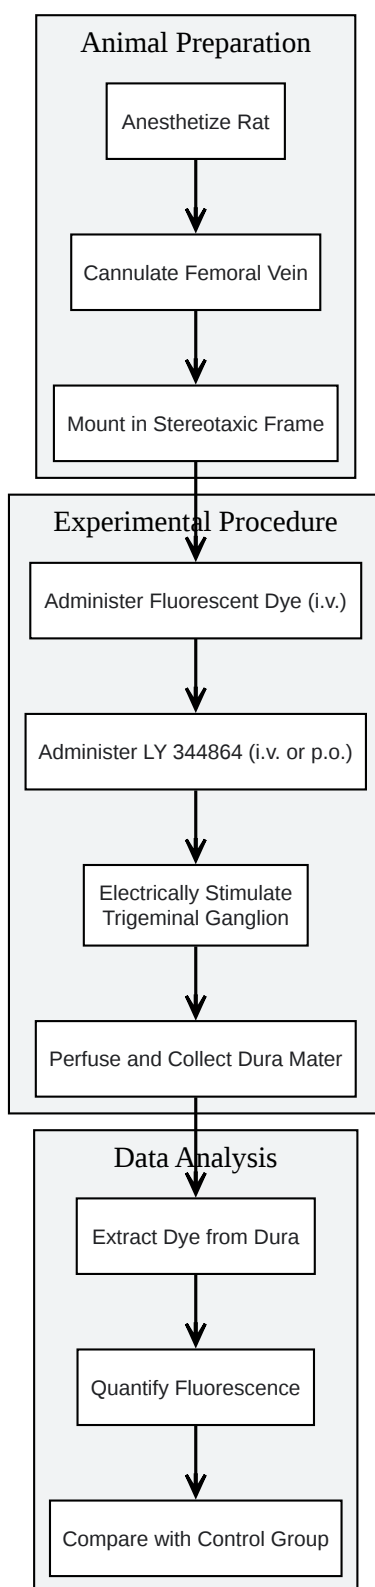 Animal Preparation
Anesthetize Rat
Cannulate Femoral Vein
Mount in Stereotaxic Frame
Experimental Procedure
Administer Fluorescent Dye (i.v.)
Administer LY 344864 (i.v. or p.o.)
Electrically Stimulate
Trigeminal Ganglion
Perfuse and Collect Dura Mater
Data Analysis
Extract Dye from Dura
Quantify Fluorescence
Compare with Control Group